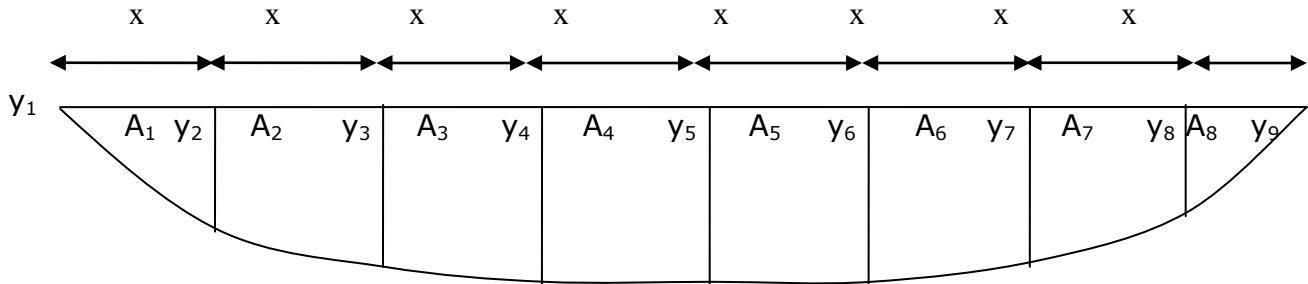 x x x x x x x x
y₁
A₁ y₂ A₂ y₃ A₃ y₄ A₄ y₅ A₅ y₆ A₆ y₇ A₇ y₈ A₈ y₉